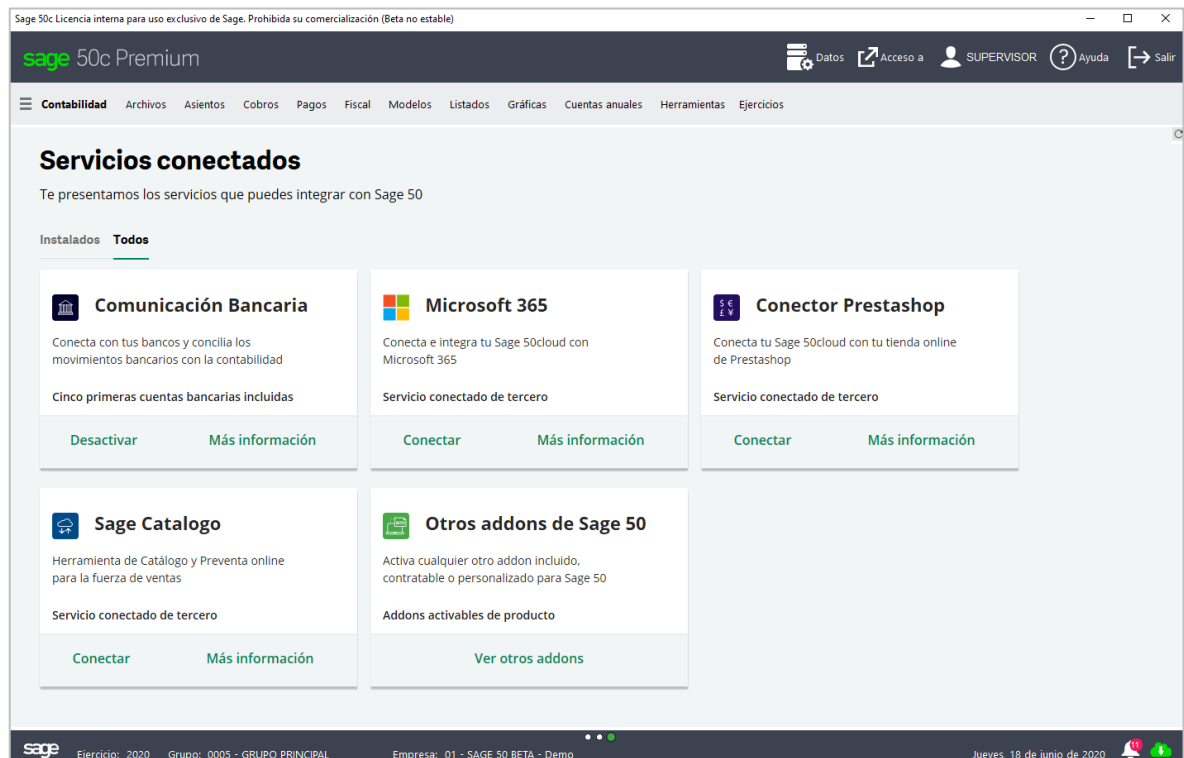 Sage 50c Licencia interna para uso exclusivo de Sage. Prohibida su comercialización (Beta no estable)
sage 50c Premium
Datos Acceso a SUPERVISOR Ayuda Salir
Contabilidad Archivos Asientos Cobros Pagos Fiscal Modelos Listados Gráficas Cuentas anuales Herramientas Ejercicios
Servicios conectados
Te presentamos los servicios que puedes integrar con Sage 50
Instalados Todos
Comunicación Bancaria
Conecta con tus bancos y concilia los
movimientos bancarios con la contabilidad
Cinco primeras cuentas bancarias incluidas
Desactivar Más información
Microsoft 365
Conecta e integra tu Sage 50cloud con
Microsoft 365
Servicio conectado de tercero
Conectar Más información
$ €
£ ¥
Conector Prestashop
Conecta tu Sage 50cloud con tu tienda online
de Prestashop
Servicio conectado de tercero
Conectar Más información
Sage Catalogo
Herramienta de Catálogo y Preventa online
para la fuerza de ventas
Servicio conectado de tercero
Conectar Más información
Otros addons de Sage 50
Activa cualquier otro addon incluido,
contratable o personalizado para Sage 50
Addons activables de producto
Ver otros addons
sage Ejercicio: 2020 Grupo: 0005 - GRUPO PRINCIPAL Empresa: 01 - SAGE 50 BETA - Demo Jueves, 18 de junio de 2020 11